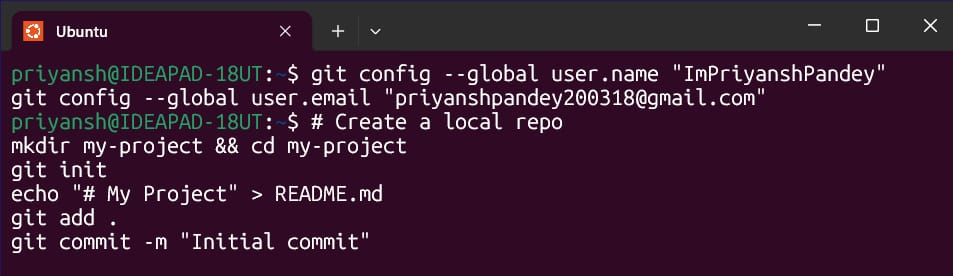 Ubuntu
priyansh@IDEAPAD-18UT:~$ git config --global user.name "ImPriyanshPandey"
git config --global user.email "priyanshpandey200318@gmail.com"
priyansh@IDEAPAD-18UT:~$ # Create a local repo
mkdir my-project && cd my-project
git init
echo "# My Project" > README.md
git add .
git commit -m "Initial commit"